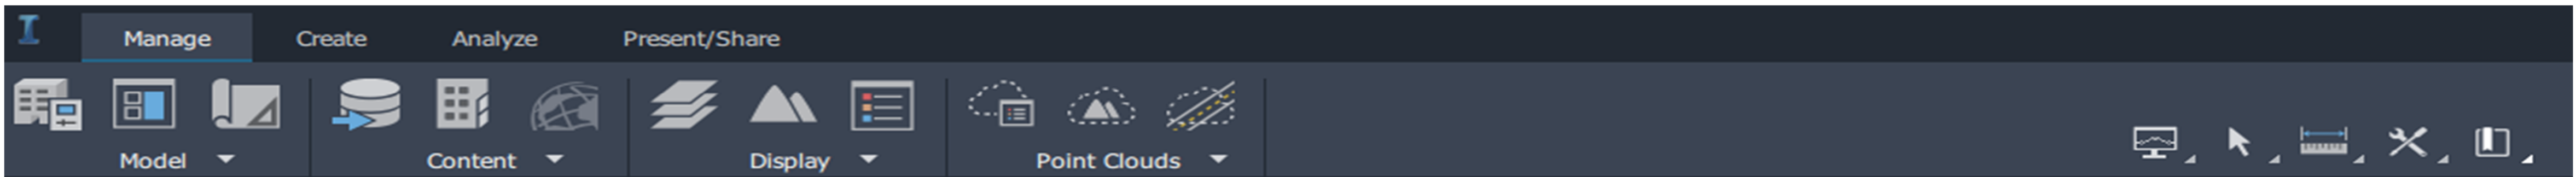 Manage Create Analyze Present/Share
Model Content Display Point Clouds